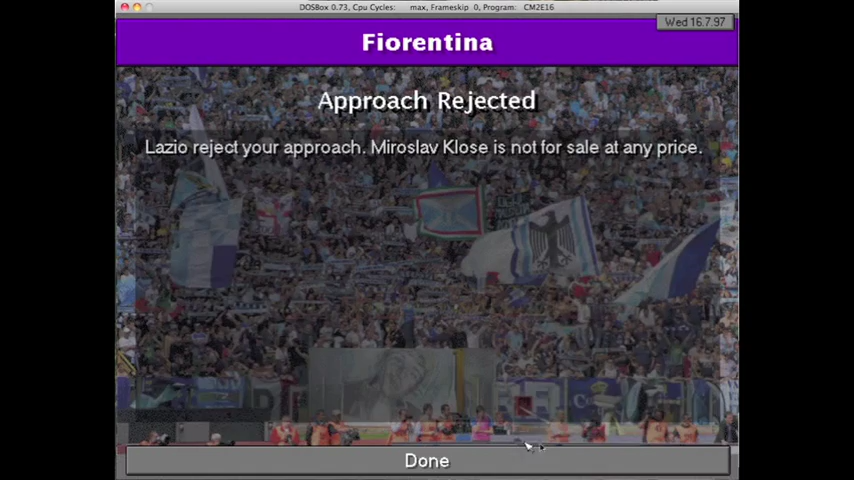 DOSBox 0.73, Cpu Cycles: max, Frameskip 0, Program: CM2E16
Wed 16.7.97
Fiorentina
Approach Rejected
Lazio reject your approach. Miroslav Klose is not for sale at any price.
Done